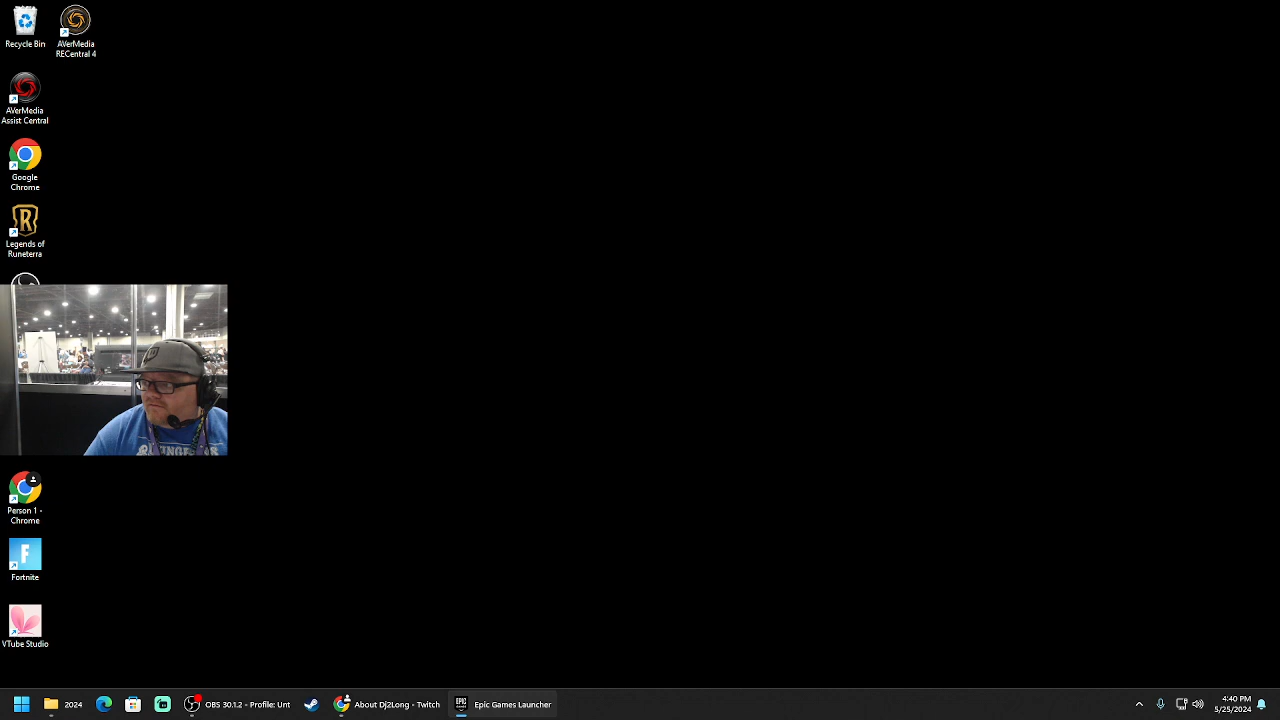 Recycle Bin
AVerMedia
RECentral 4
AVerMedia
Assist Central
Google
Chrome
Legends of
Runeterra
Person 1 -
Chrome
F
Fortnite
VTube Studio
2024
OBS 30.1.2 - Profile: Unt
About Dj2Long - Twitch
EPIC
Epic Games Launcher
4:40 PM
5/25/2024